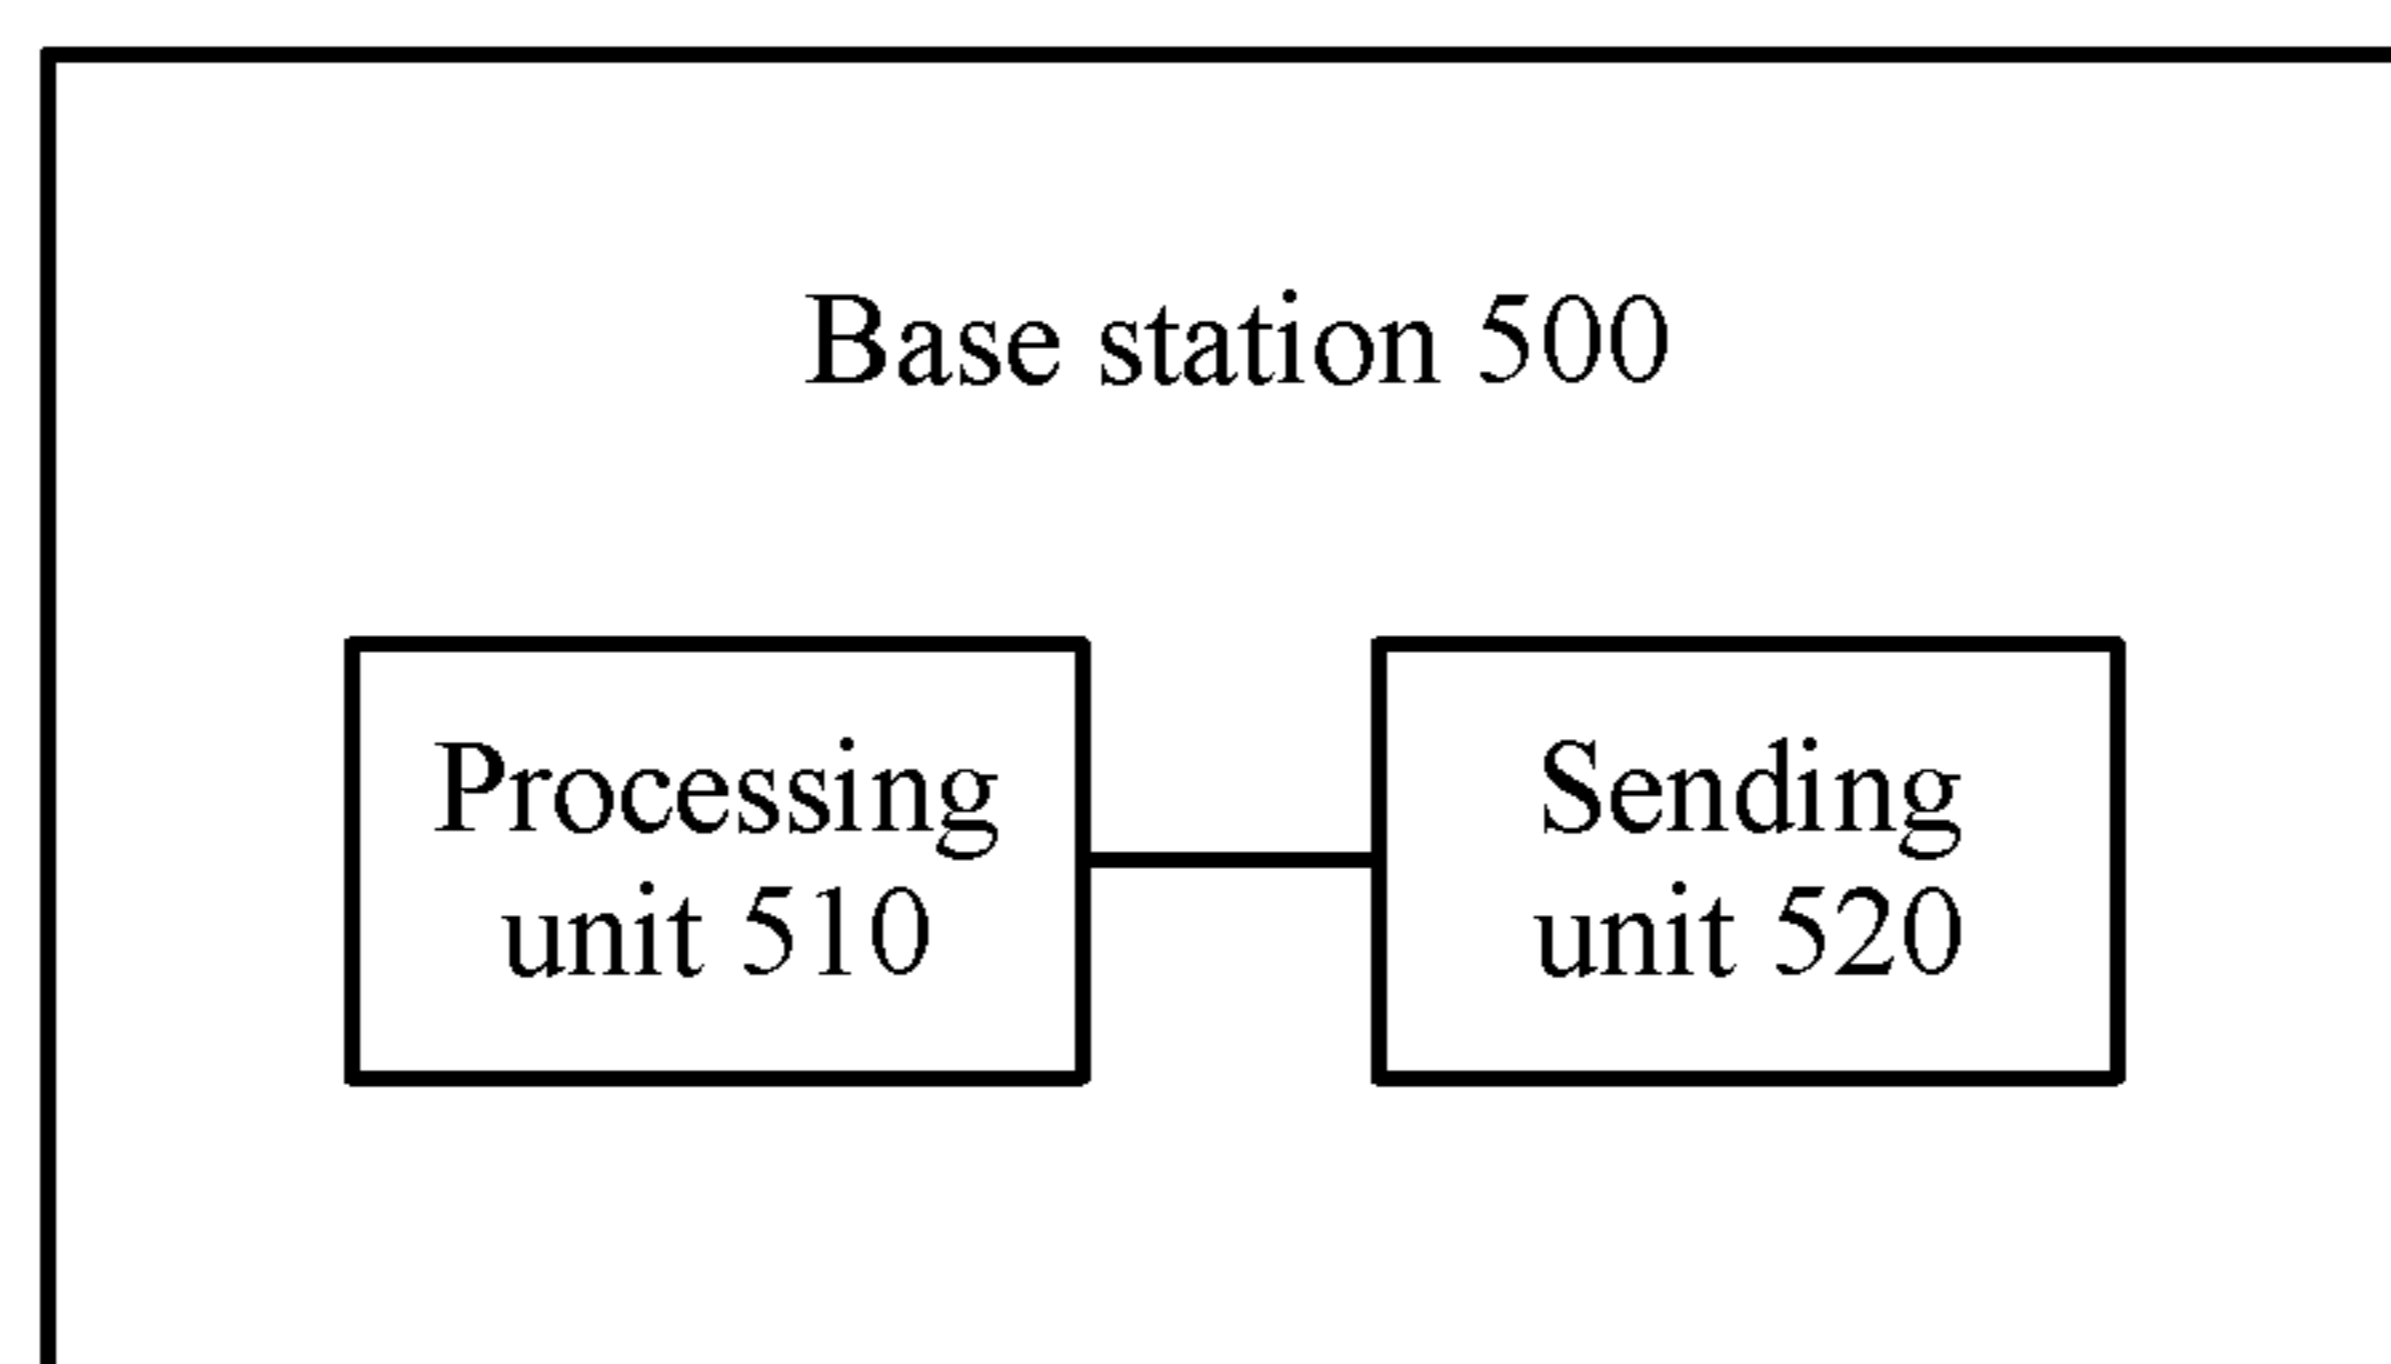 Base station 500
Processing
unit 510
Sending
unit 520